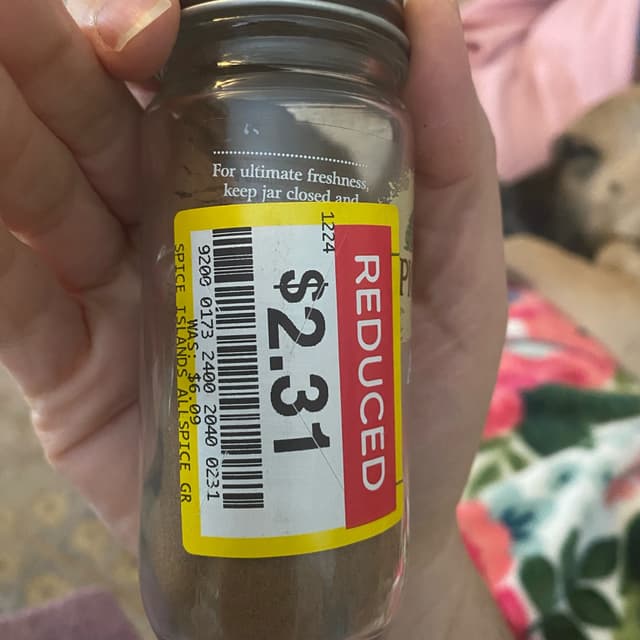 For ultimate freshness,
keep jar closed and
1224
REDUCED
$2.31
9200 0173 2400 2040 0231
WAS: $6.09
SPICE ISLANDS ALLSPICE GR